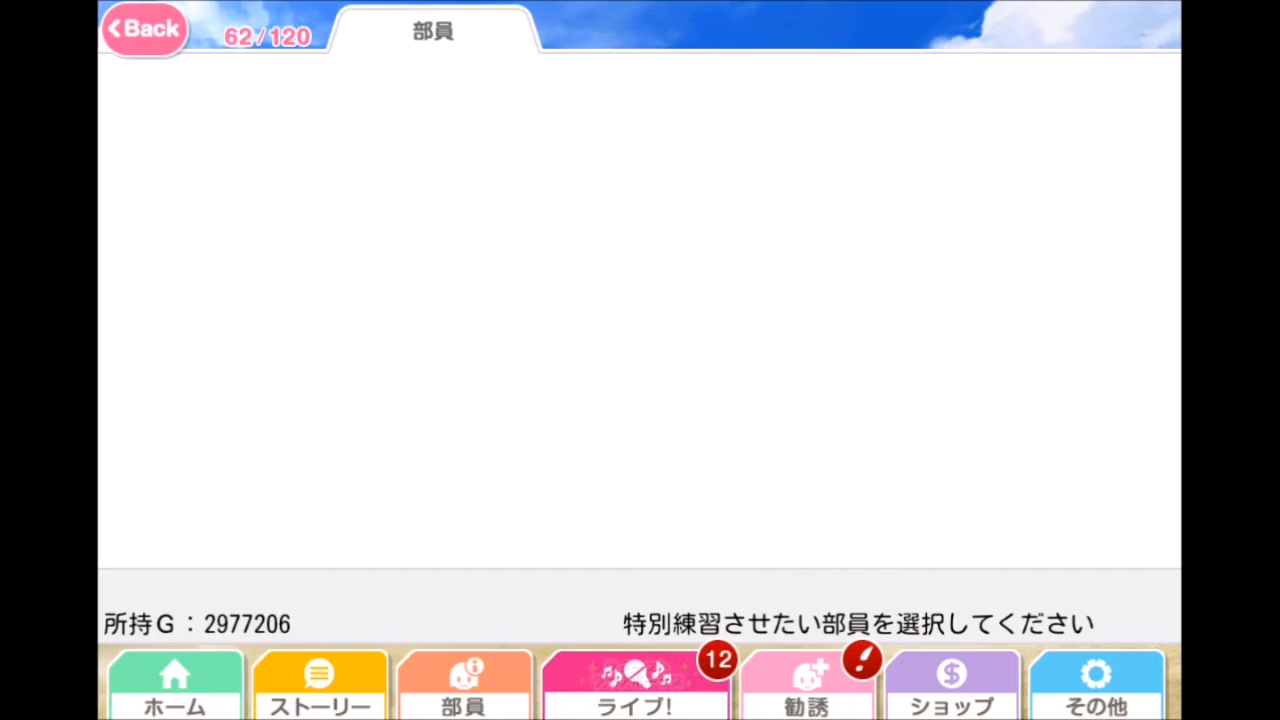 Back
62/120
部員
所持G：2977206
特別練習させたい部員を選択してください
12
ホーム
ストーリー
部員
ライブ!
勧誘
ショップ
その他